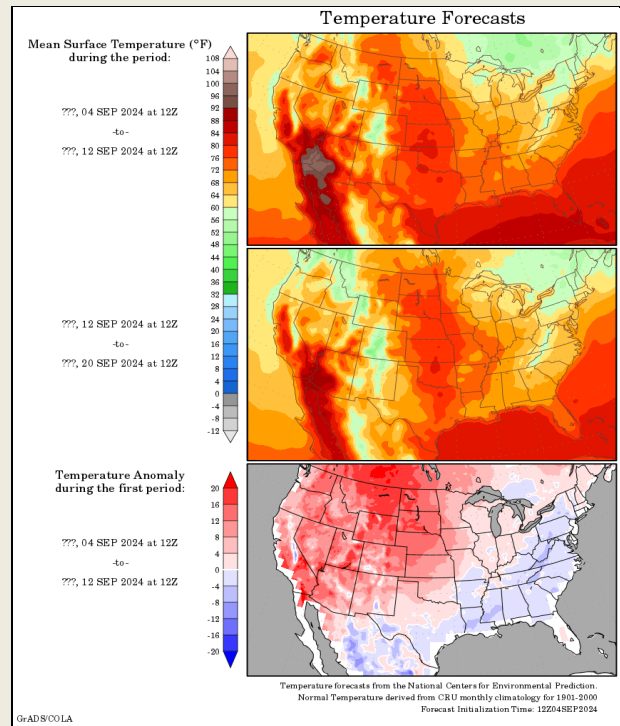 Temperature Forecasts
Mean Surface Temperature (°F)
during the period:
???, 04 SEP 2024 at 12Z
-to-
???, 12 SEP 2024 at 12Z
108
104
100
96
92
88
84
80
76
72
68
64
60
56
52
48
44
40
36
32
28
24
20
16
12
8
4
0
-4
-8
-12
???, 12 SEP 2024 at 12Z
-to-
???, 20 SEP 2024 at 12Z
Temperature Anomaly
during the first period:
???, 04 SEP 2024 at 12Z
-to-
???, 12 SEP 2024 at 12Z
20
16
12
8
4
0
-4
-8
-12
-16
-20
Temperature forecasts from the National Centers for Environmental Prediction.
Normal Temperature derived from CRU monthly climatology for 1901-2000
Forecast Initialization Time: 12Z04SEP2024
GrADS/COLA